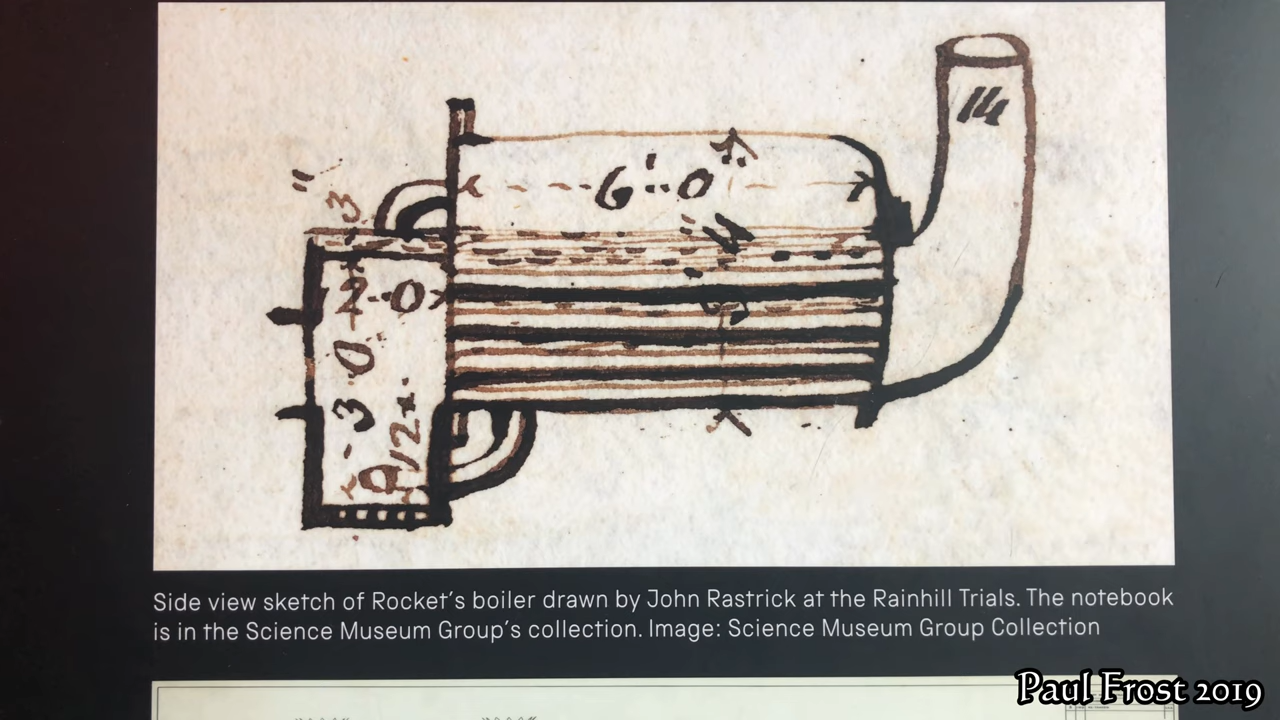 14
6'..0"
3"
2..0
3 0
Side view sketch of Rocket's boiler drawn by John Rastrick at the Rainhill Trials. The notebook
is in the Science Museum Group's collection. Image: Science Museum Group Collection
Paul Frost 2019